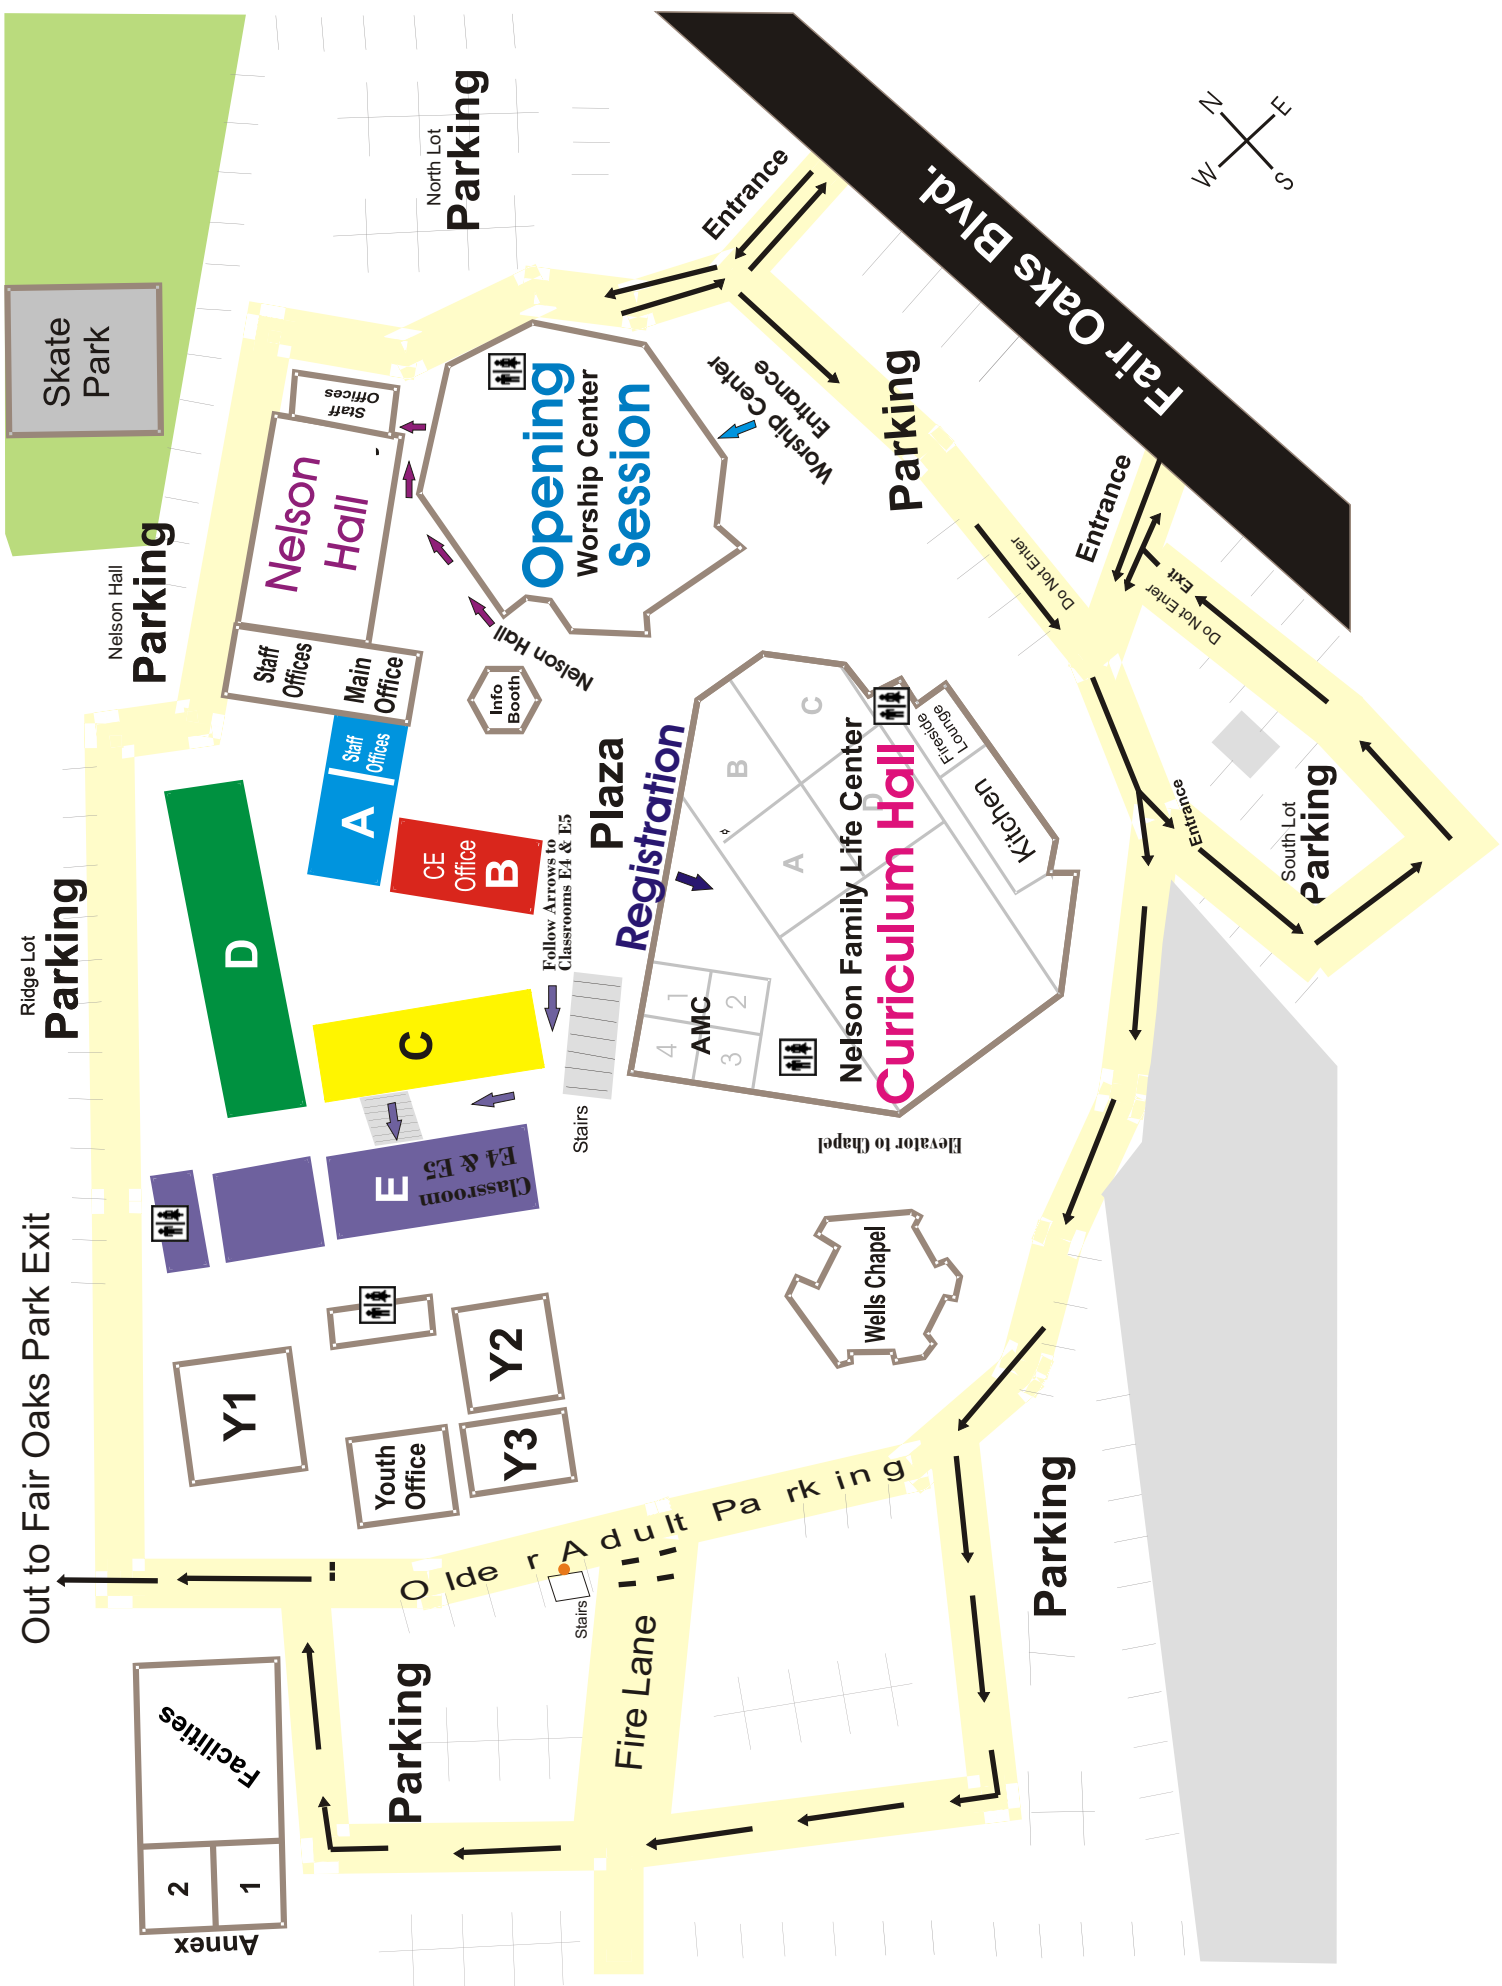 Out to Fair Oaks Park Exit
Ridge Lot
Parking
Nelson Hall
Parking
Skate
Park
North Lot
Parking
Entrance
Fair Oaks Blvd.
N
E
S
W
Staff
Offices
Nelson
Hall
Staff
Offices
Main
Office
Opening
Worship Center
Session
Worship Center
Entrance
Nelson Hall
Info
Booth
Parking
Entrance
Do Not Enter
Exit
Do Not Enter
Entrance
South Lot
Parking
A
Staff
Offices
CE
Office
B
D
C
E
Classroom
E4 & E5
Follow Arrows to
Classrooms E4 & E5
Plaza
Registration
Stairs
A
B
C
D
Fireside
Lounge
Kitchen
Nelson Family Life Center
Curriculum Hall
AMC
1
2
3
4
Elevator to Chapel
Wells Chapel
Y1
Y2
Y3
Youth
Office
Older Adult Parking
Stairs
Fire Lane
Parking
Parking
Facilities
2
1
Annex